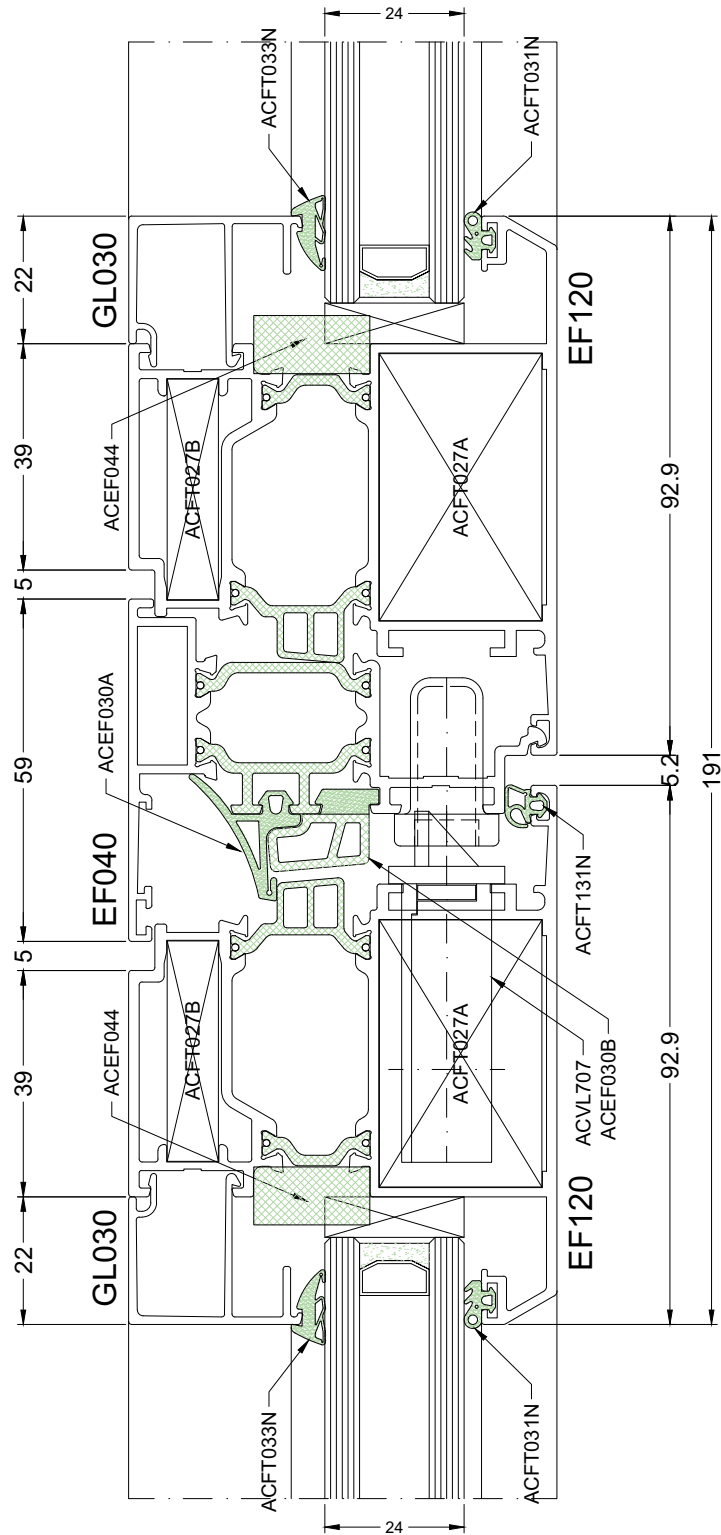 24
ACFT033N
ACFT031N
22
GL030
EF120
39
ACEF044
ACFT027B
ACFT027A
92.9
5
59
ACEF030A
EF040
5.2
191
ACFT131N
5
ACEF044
39
ACFT027B
ACFT027A
ACVL707
ACEF030B
92.9
GL030
EF120
22
ACFT033N
ACFT031N
24